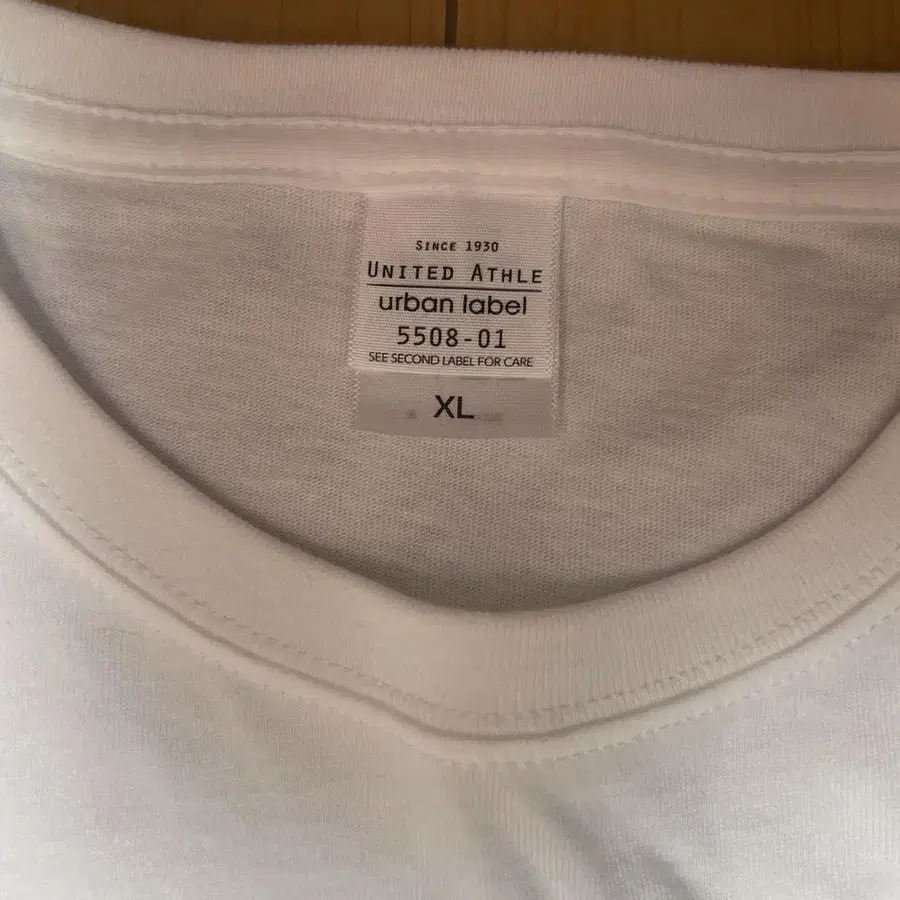 SINCE 1930
UNITED ATHLE
urban label
5508-01
SEE SECOND LABEL FOR CARE
XL